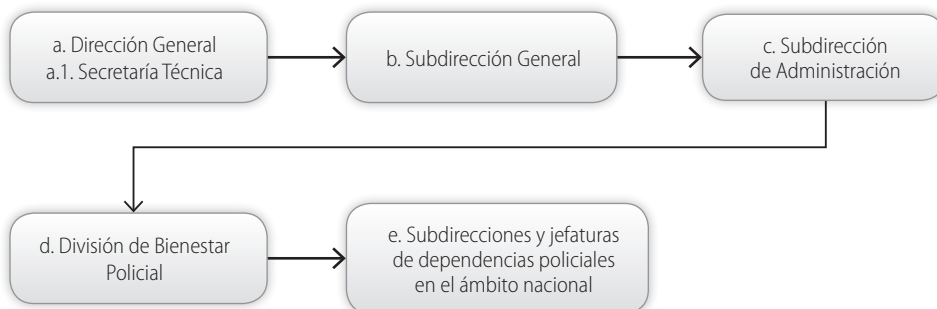 a. Dirección General
a.1. Secretaría Técnica
b. Subdirección General
c. Subdirección
de Administración
d. División de Bienestar
Policial
e. Subdirecciones y jefaturas
de dependencias policiales
en el ámbito nacional